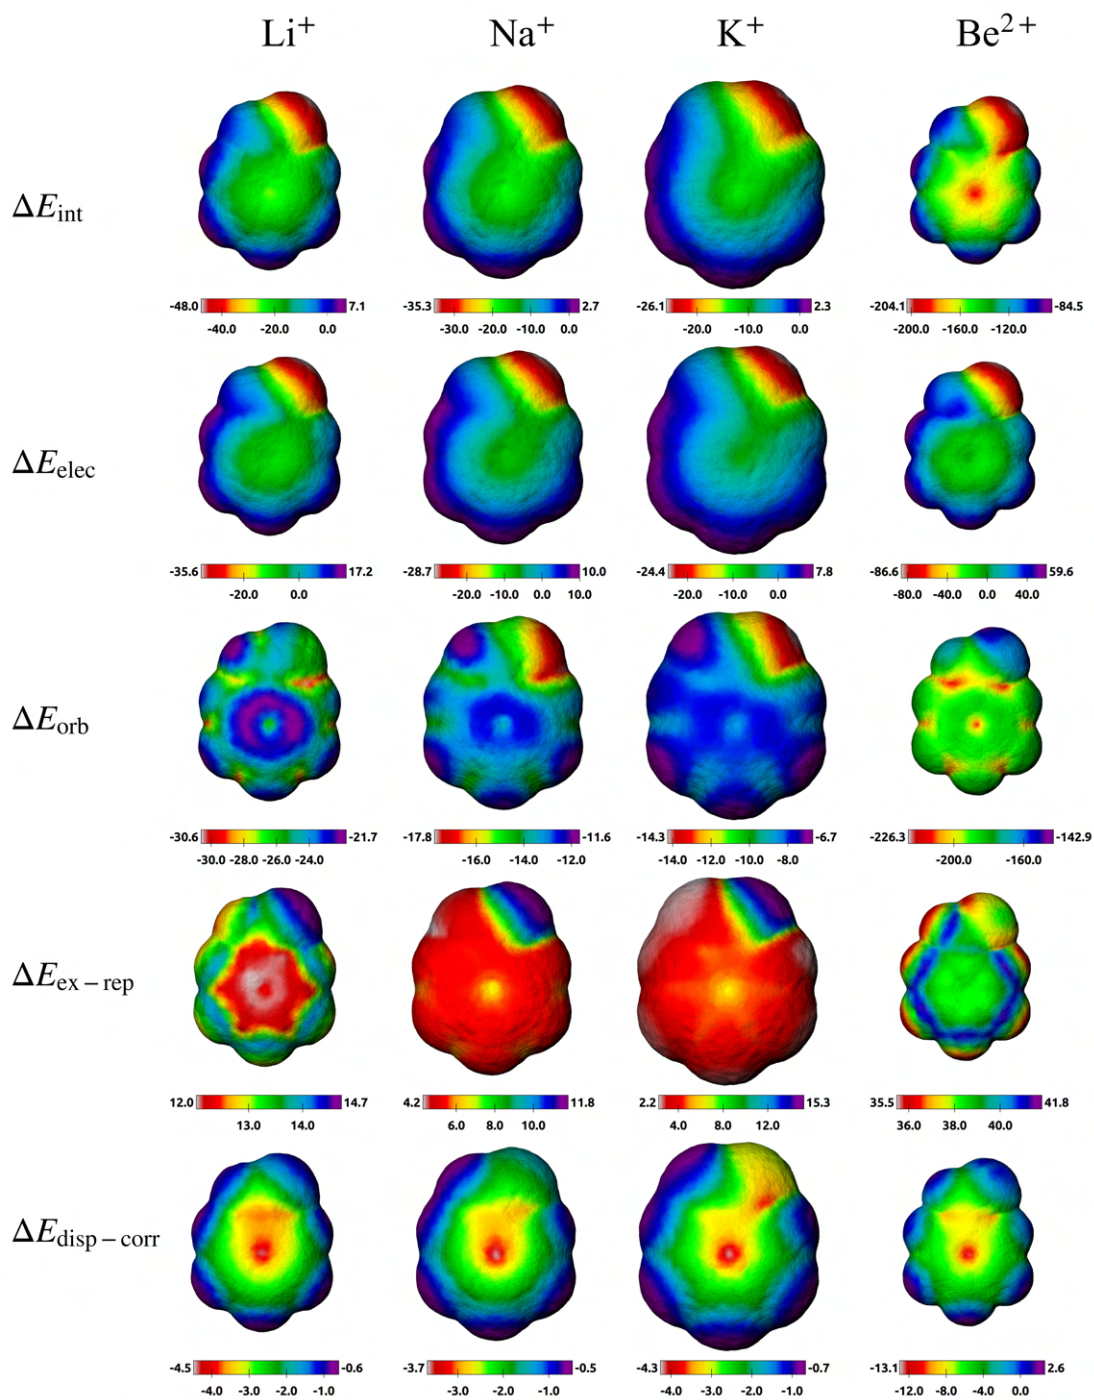 Li⁺ Na⁺ K⁺ Be²⁺
ΔE_int
-48.0 7.1 -35.3 2.7 -26.1 2.3 -204.1 -84.5
-40.0 -20.0 0.0 -30.0 -20.0 -10.0 0.0 -20.0 -10.0 0.0 -200.0 -160.0 -120.0
ΔE_elec
-35.6 17.2 -28.7 10.0 -24.4 7.8 -86.6 59.6
-20.0 0.0 -20.0 -10.0 0.0 10.0 -20.0 -10.0 0.0 -80.0 -40.0 0.0 40.0
ΔE_orb
-30.6 -21.7 -17.8 -11.6 -14.3 -6.7 -226.3 -142.9
-30.0 -28.0 -26.0 -24.0 -16.0 -14.0 -12.0 -14.0 -12.0 -10.0 -8.0 -200.0 -160.0
ΔE_ex – rep
12.0 14.7 4.2 11.8 2.2 15.3 35.5 41.8
13.0 14.0 6.0 8.0 10.0 4.0 8.0 12.0 36.0 38.0 40.0
ΔE_disp – corr
-4.5 -0.6 -3.7 -0.5 -4.3 -0.7 -13.1 2.6
-4.0 -3.0 -2.0 -1.0 -3.0 -2.0 -1.0 -4.0 -3.0 -2.0 -1.0 -12.0 -8.0 -4.0 0.0